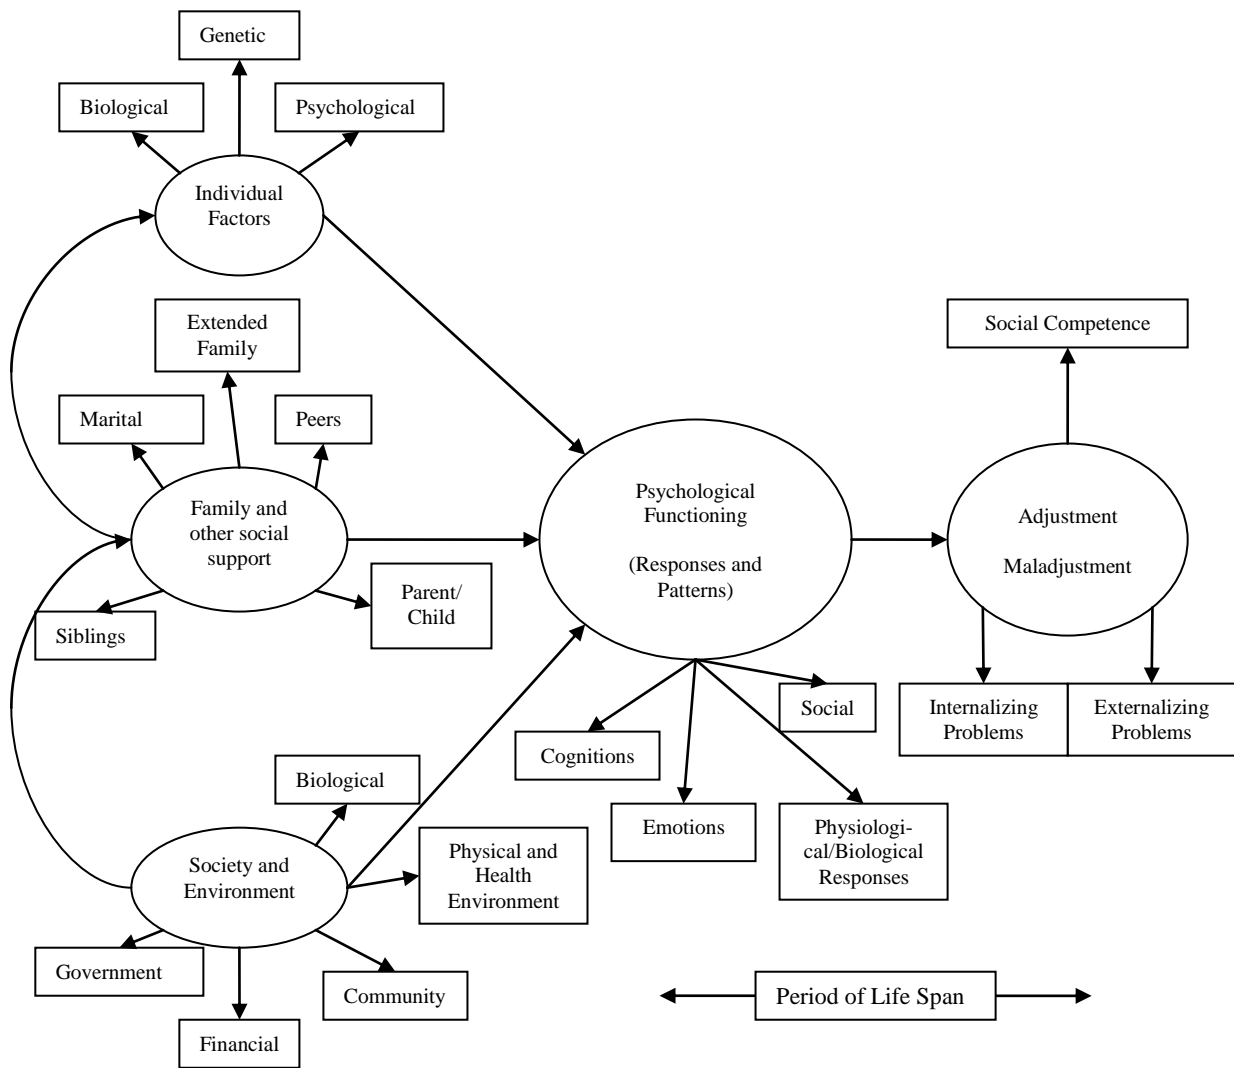 Genetic
Biological
Psychological
Individual
Factors
Extended
Family
Marital
Peers
Family and
other social
support
Siblings
Parent/
Child
Biological
Society and
Environment
Physical and
Health
Environment
Government
Community
Financial
Psychological
Functioning
(Responses and
Patterns)
Social
Cognitions
Emotions
Physiologi-
cal/Biological
Responses
Social Competence
Adjustment
Maladjustment
Internalizing
Problems
Externalizing
Problems
Period of Life Span